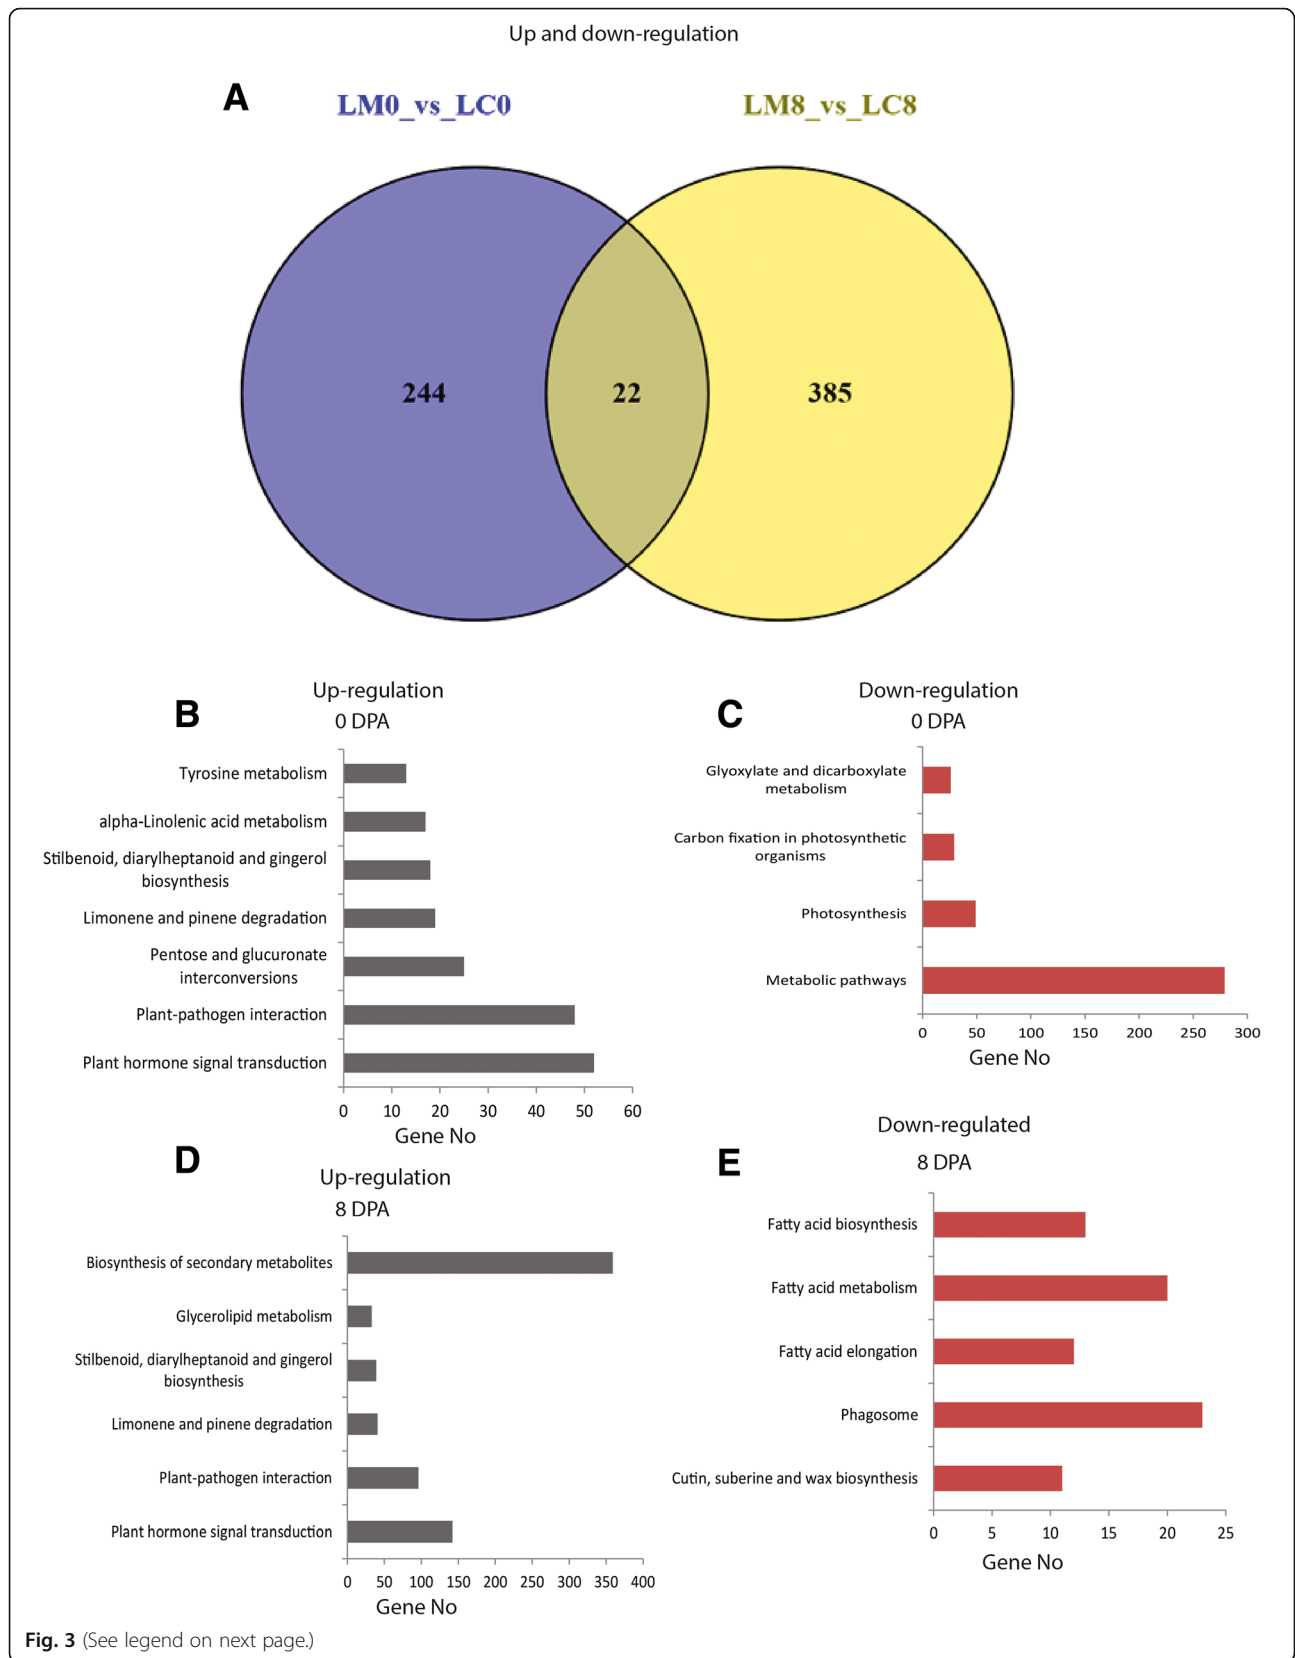 Up and down-regulation
A
LM0_vs_LC0
LM8_vs_LC8
244
22
385
B
Up-regulation
0 DPA
Tyrosine metabolism
alpha-Linolenic acid metabolism
Stilbenoid, diarylheptanoid and gingerol
biosynthesis
Limonene and pinene degradation
Pentose and glucuronate
interconversions
Plant-pathogen interaction
Plant hormone signal transduction
0 10 20 30 40 50 60
Gene No
C
Down-regulation
0 DPA
Glyoxylate and dicarboxylate
metabolism
Carbon fixation in photosynthetic
organisms
Photosynthesis
Metabolic pathways
0 50 100 150 200 250 300
Gene No
D
Up-regulation
8 DPA
Biosynthesis of secondary metabolites
Glycerolipid metabolism
Stilbenoid, diarylheptanoid and gingerol
biosynthesis
Limonene and pinene degradation
Plant-pathogen interaction
Plant hormone signal transduction
0 50 100 150 200 250 300 350 400
Gene No
E
Down-regulated
8 DPA
Fatty acid biosynthesis
Fatty acid metabolism
Fatty acid elongation
Phagosome
Cutin, suberine and wax biosynthesis
0 5 10 15 20 25
Gene No
Fig. 3 (See legend on next page.)